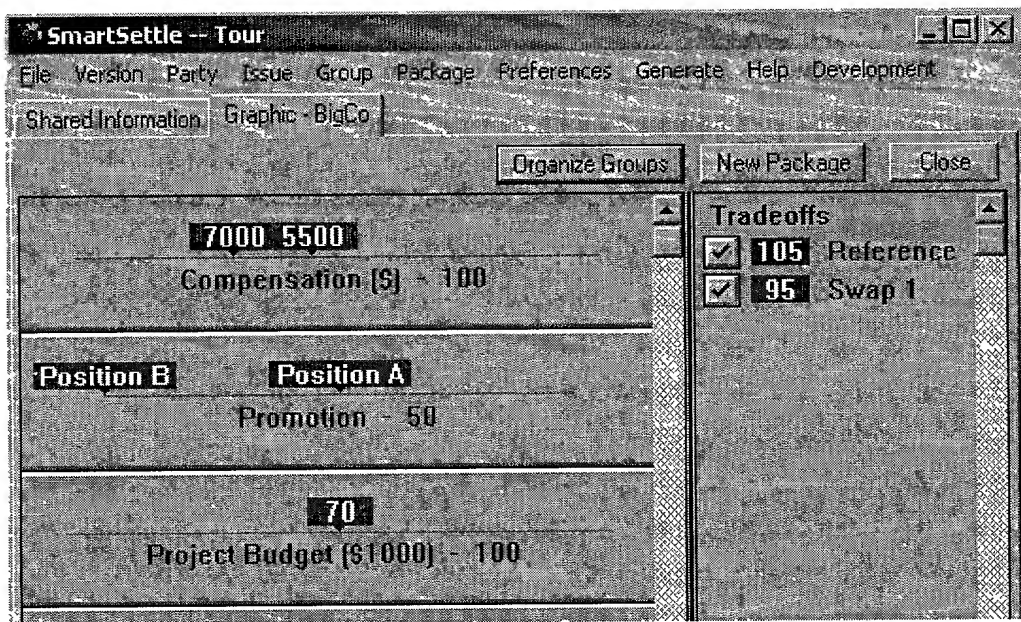 SmartSettle -- Tour
File Version Party Issue Group Package Preferences Generate Help Development
Shared Information Graphic - BigCo
Organize Groups New Package Close
7000 5500
Compensation ($) - 100
Position B Position A
Promotion - 50
70
Project Budget ($1000) - 100
Tradeoffs
105 Reference
95 Swap 1